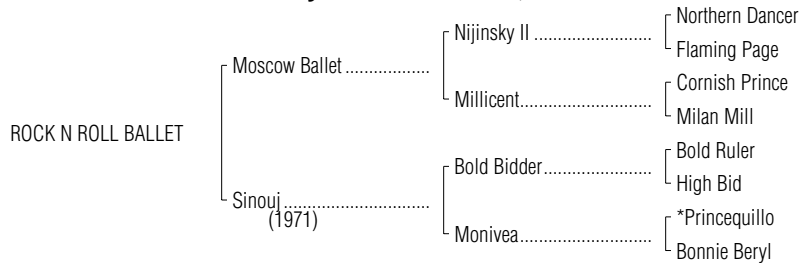 Northern Dancer
Nijinsky II ............................
Flaming Page
Moscow Ballet ....................
Cornish Prince
Millicent...............................
Milan Mill
ROCK N ROLL BALLET
Bold Ruler
Bold Bidder.........................
High Bid
Sinouj ..................................
(1971)
*Princequillo
Monivea...............................
Bonnie Beryl